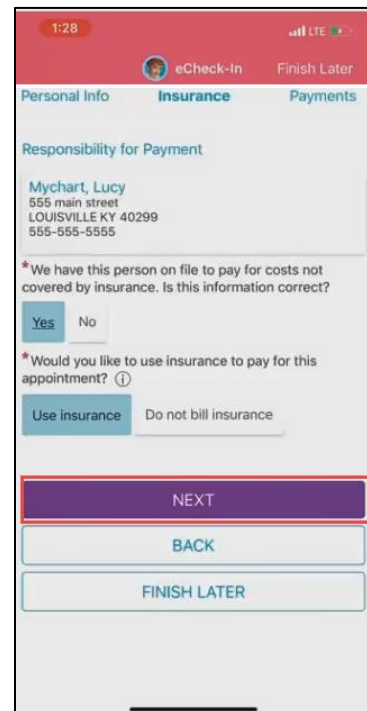 1:28 LTE
eCheck-In Finish Later
Personal Info Insurance Payments
Responsibility for Payment
Mychart, Lucy
555 main street
LOUISVILLE KY 40299
555-555-5555
*We have this person on file to pay for costs not
covered by insurance. Is this information correct?
Yes No
*Would you like to use insurance to pay for this
appointment? ⓘ
Use insurance Do not bill insurance
NEXT
BACK
FINISH LATER